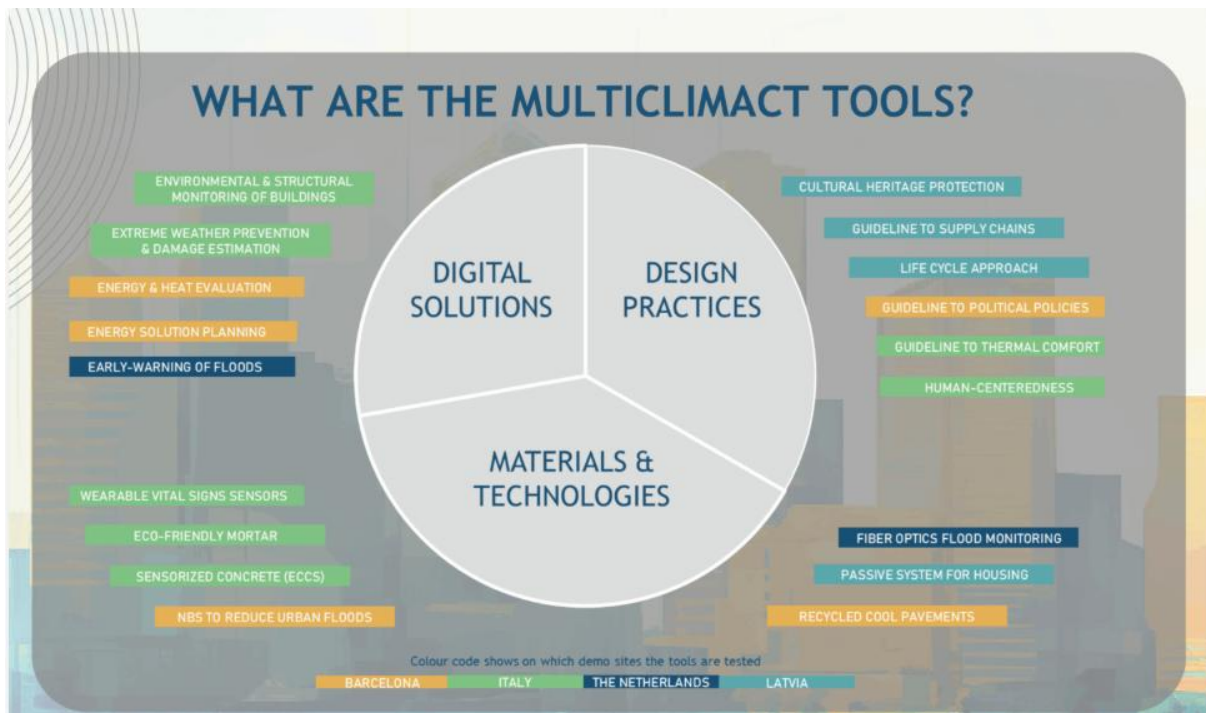 WHAT ARE THE MULTICLIMACT TOOLS?
ENVIRONMENTAL & STRUCTURAL
MONITORING OF BUILDINGS
EXTREME WEATHER PREVENTION
& DAMAGE ESTIMATION
ENERGY & HEAT EVALUATION
ENERGY SOLUTION PLANNING
EARLY-WARNING OF FLOODS
DIGITAL
SOLUTIONS
DESIGN
PRACTICES
CULTURAL HERITAGE PROTECTION
GUIDELINE TO SUPPLY CHAINS
LIFE CYCLE APPROACH
GUIDELINE TO POLITICAL POLICIES
GUIDELINE TO THERMAL COMFORT
HUMAN-CENTEREDNESS
MATERIALS &
TECHNOLOGIES
WEARABLE VITAL SIGNS SENSORS
ECO-FRIENDLY MORTAR
SENSORIZED CONCRETE (ECCS)
NBS TO REDUCE URBAN FLOODS
FIBER OPTICS FLOOD MONITORING
PASSIVE SYSTEM FOR HOUSING
RECYCLED COOL PAVEMENTS
Colour code shows on which demo sites the tools are tested
BARCELONA ITALY THE NETHERLANDS LATVIA